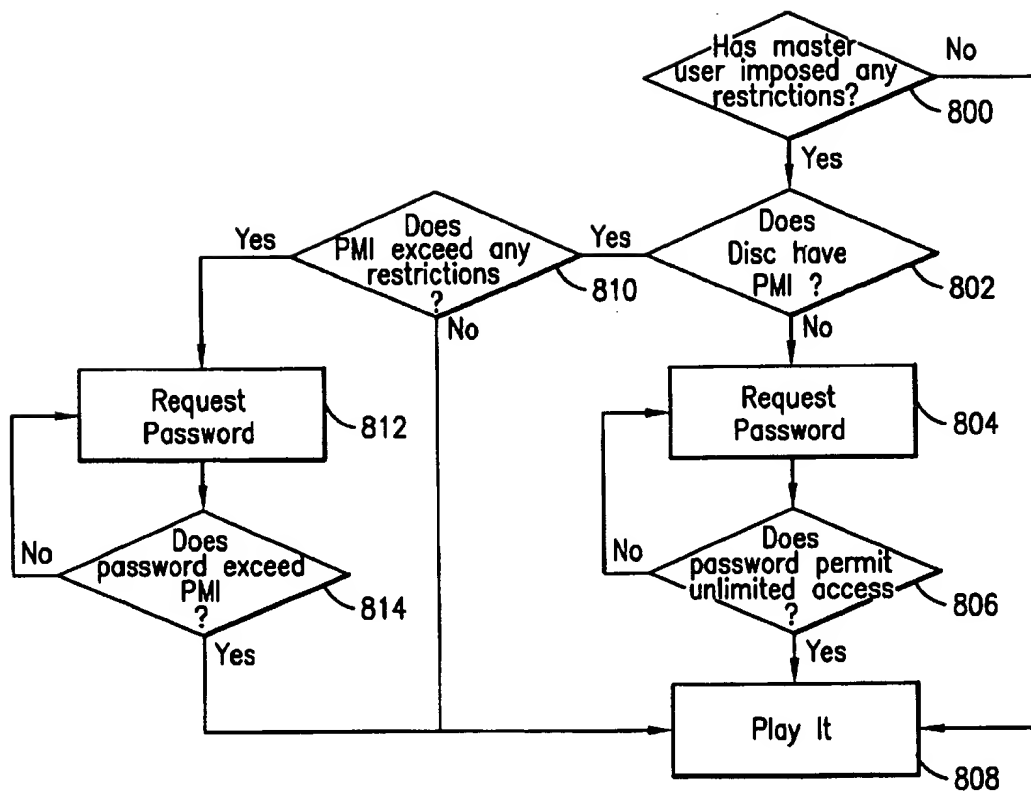 Has master
user imposed any
restrictions?
No
800
Yes
Does
Disc have
PMI ?
802
Yes
No
Does
PMI exceed any
restrictions
?
810
Yes
No
Request
Password
812
Request
Password
804
Does
password exceed
PMI
?
814
No
Yes
Does
password permit
unlimited access
?
806
No
Yes
Play It
808